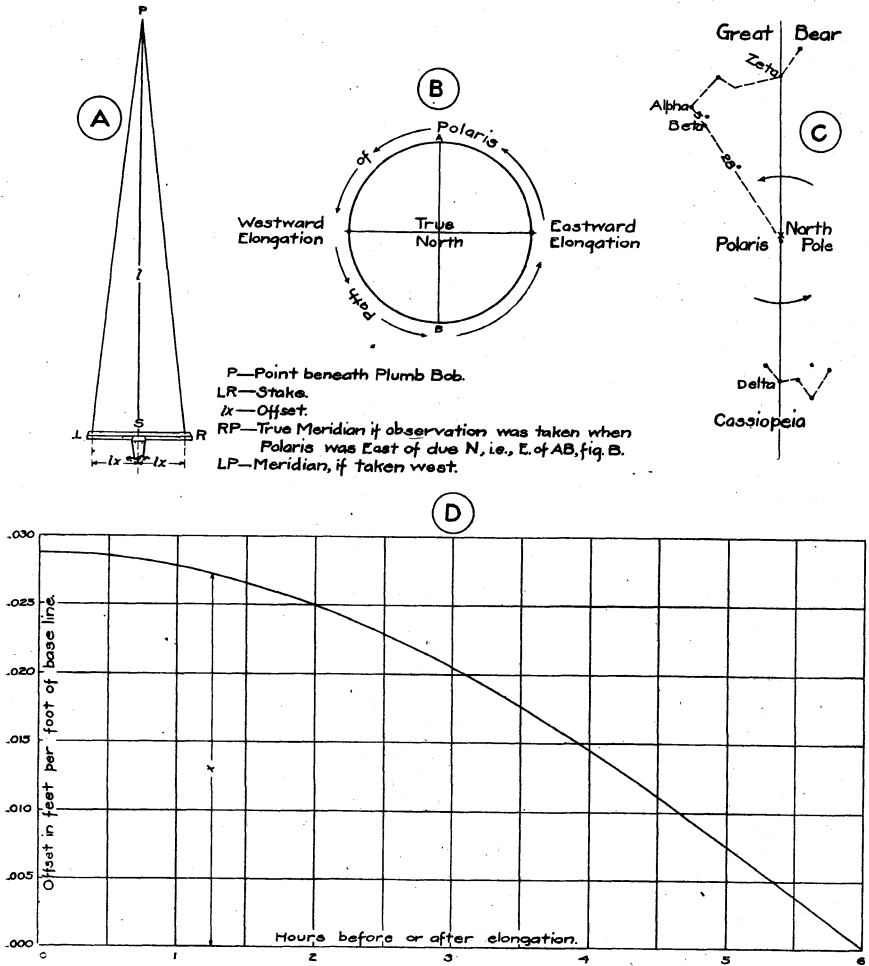 P
A
l
S
L
R
lx
lx
B
Polaris
of
A
Westward
Elongation
True
North
Eastward
Elongation
Path
B
P—Point beneath Plumb Bob.
LR—Stake.
lx—Offset.
RP—True Meridian if observation was taken when
Polaris was East of due N, i.e., E. of AB, fig. B.
LP—Meridian, if taken west.
Great Bear
Zeta
Alpha
5°
Beta
C
28°
Polaris
North
Pole
Delta
Cassiopeia
D
.030
.025
.020
.015
.010
.005
.000
Offset in feet per foot of base line.
x
Hours before or after elongation.
0 1 2 3 4 5 6